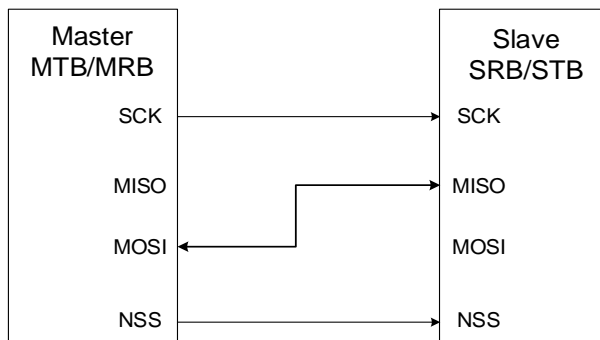 Master
MTB/MRB
SCK
MISO
MOSI
NSS
Slave
SRB/STB
SCK
MISO
MOSI
NSS